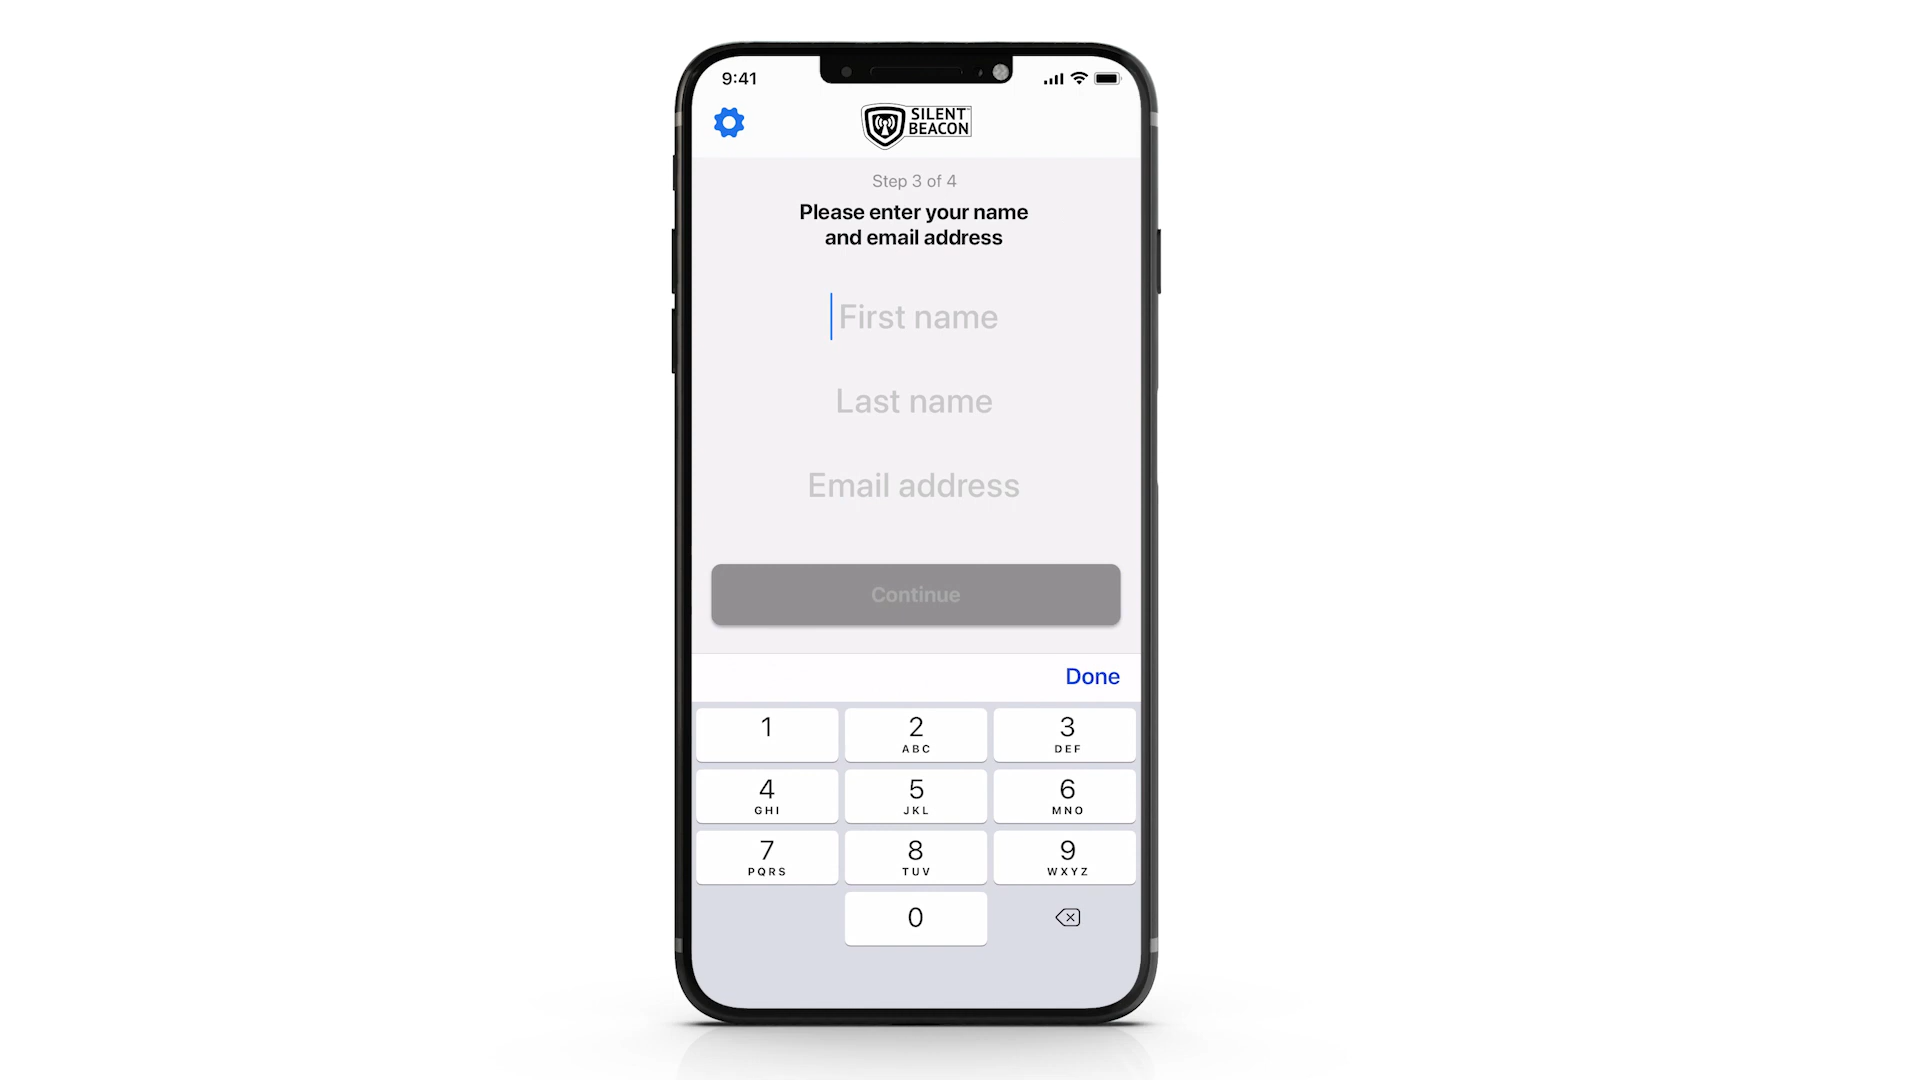 9:41
SILENT
BEACON
Step 3 of 4
Please enter your name
and email address
First name
Last name
Email address
Continue
Done
1
2
ABC
3
DEF
4
GHI
5
JKL
6
MNO
7
PQRS
8
TUV
9
WXYZ
0